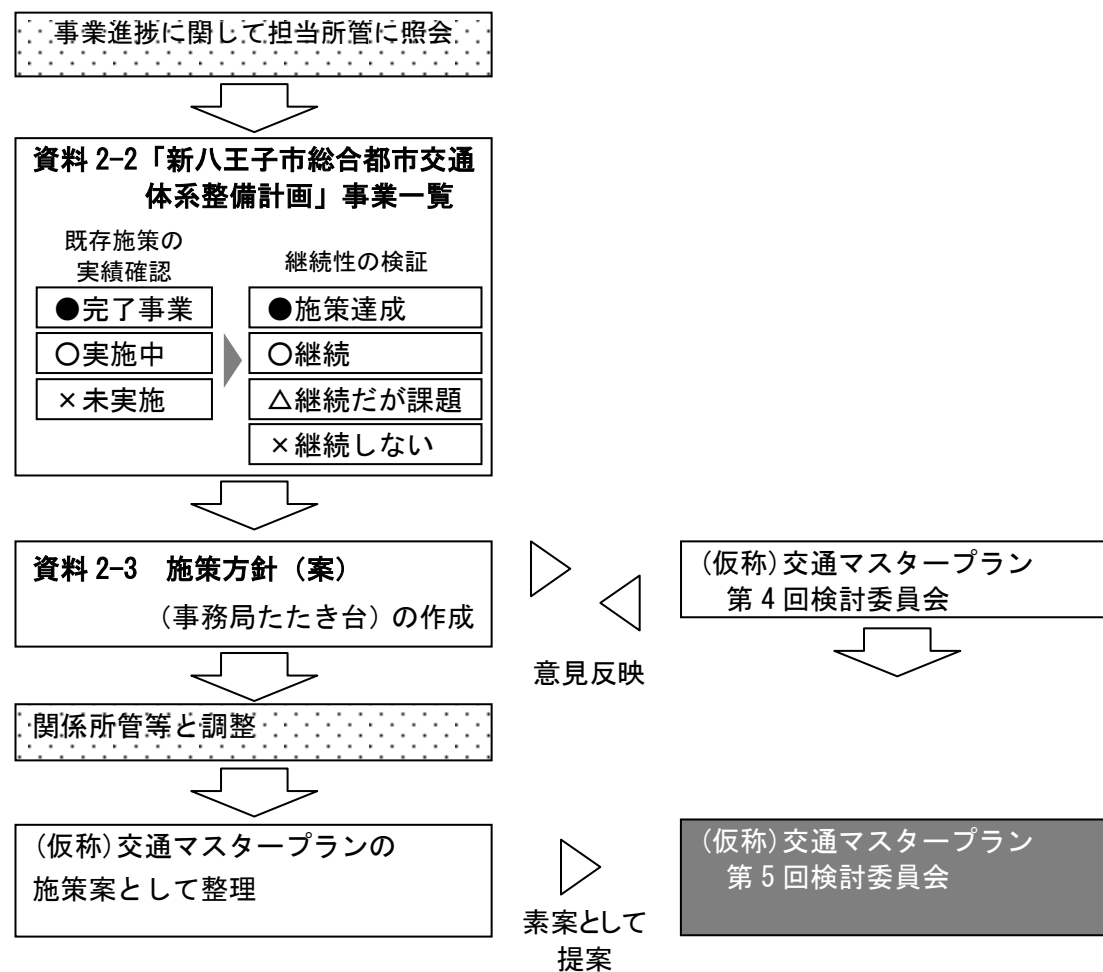 事業進捗に関して担当所管に照会
資料 2-2「新八王子市総合都市交通
体系整備計画」事業一覧
既存施策の
実績確認
●完了事業
○実施中
×未実施
継続性の検証
●施策達成
○継続
△継続だが課題
×継続しない
資料 2-3 施策方針（案）
（事務局たたき台）の作成
意見反映
(仮称)交通マスタープラン
第 4 回検討委員会
関係所管等と調整
(仮称)交通マスタープランの
施策案として整理
素案として
提案
(仮称)交通マスタープラン
第 5 回検討委員会